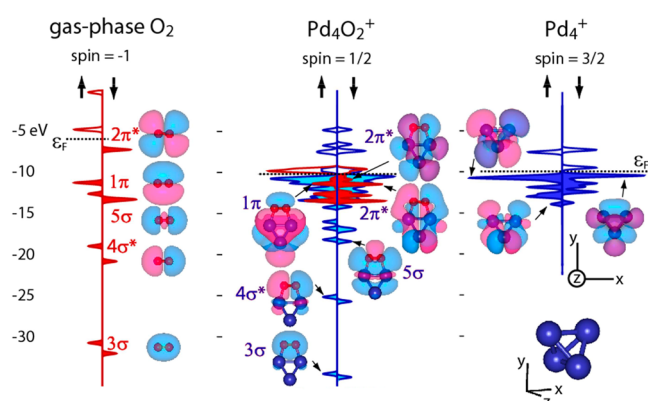 gas-phase O2
spin = -1
-5 eV
εF
-10
-15
-20
-25
-30
2π*
1π
5σ
4σ*
3σ
Pd4O2+
spin = 1/2
2π*
1π
2π*
5σ
4σ*
3σ
Pd4+
spin = 3/2
εF
y
z
x
y
x
z